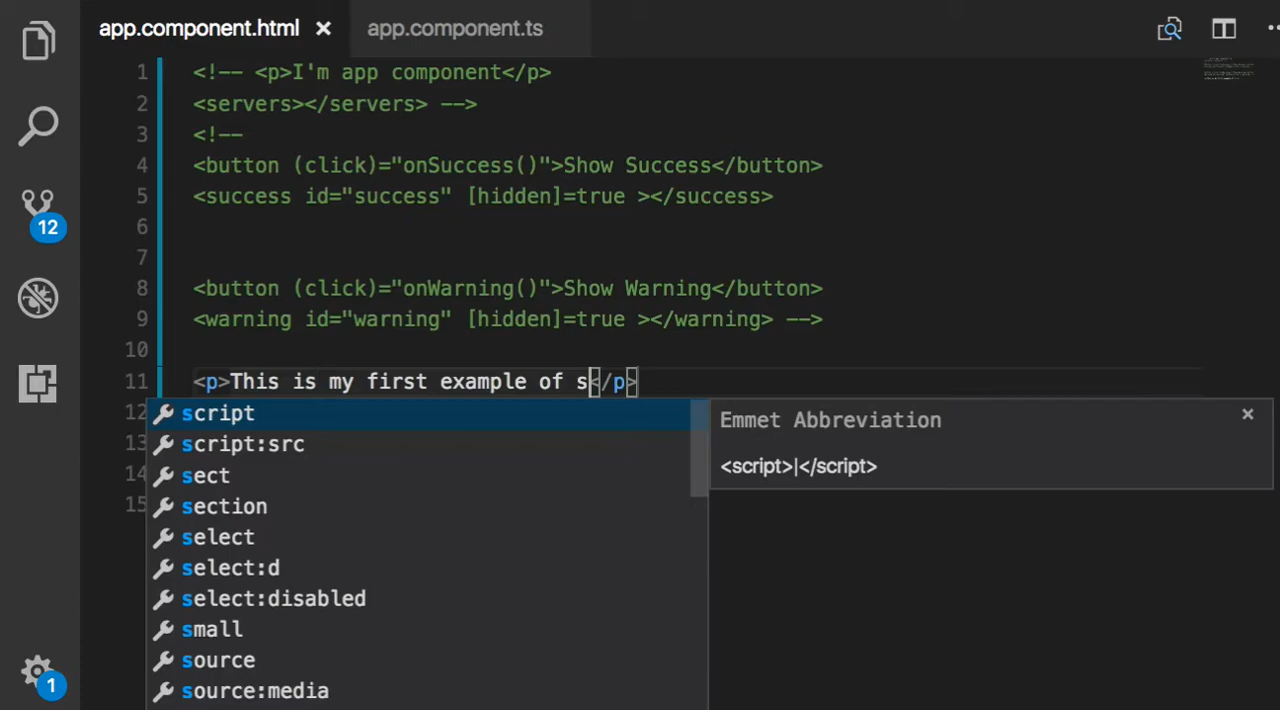 app.component.html × app.component.ts
1 <!-- <p>I'm app component</p>
2 <servers></servers> -->
3 <!--
4 <button (click)="onSuccess()">Show Success</button>
5 <success id="success" [hidden]=true ></success>
6
7
8 <button (click)="onWarning()">Show Warning</button>
9 <warning id="warning" [hidden]=true ></warning> -->
10
11 <p>This is my first example of s</p>
12 script
13 script:src
sect
14 section
15 select
select:d
select:disabled
small
source
source:media
Emmet Abbreviation ×
<script>|</script>
12
1